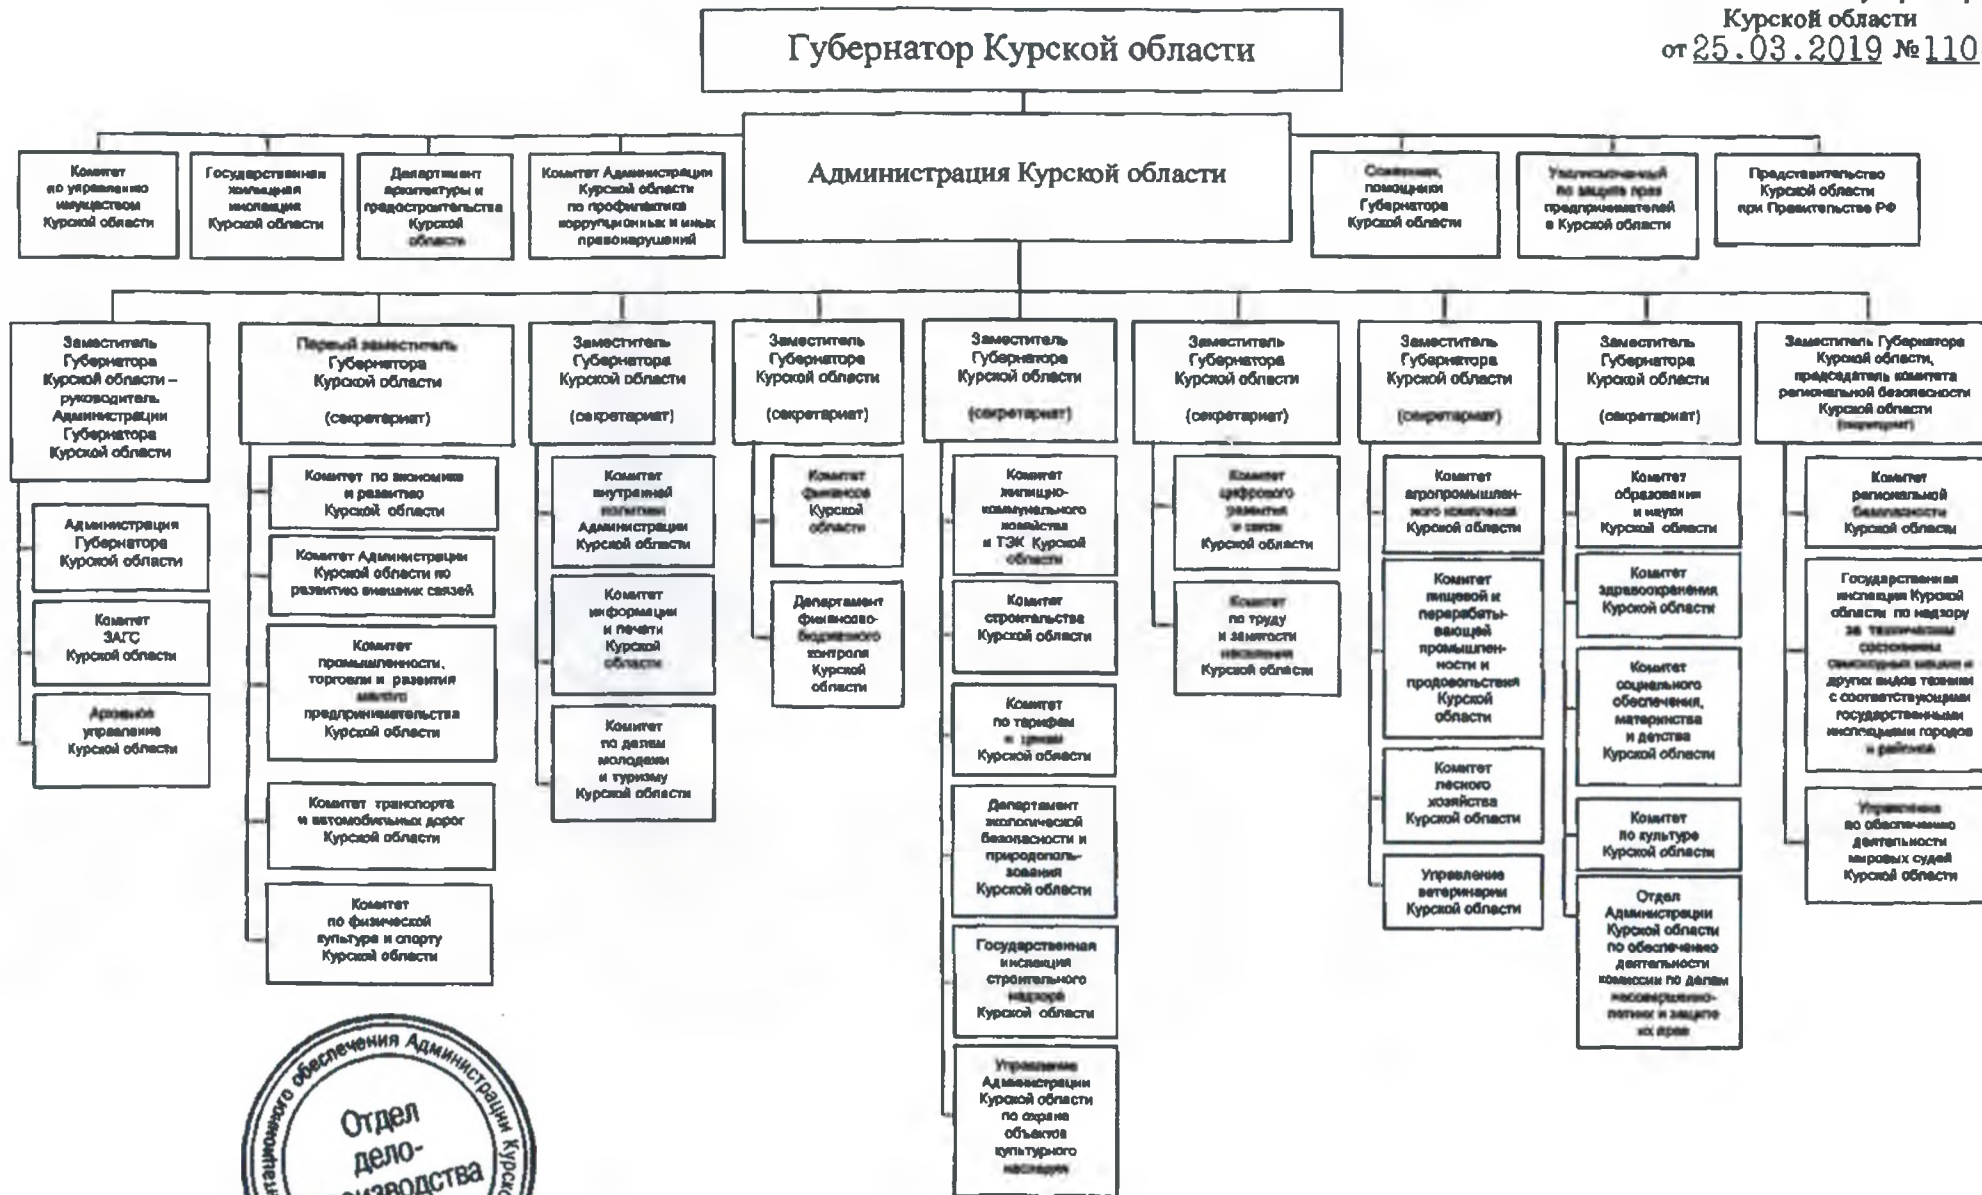 Курской области
от 25.03.2019 № 110
Губернатор Курской области
Администрация Курской области
Комитет
по управлению
имуществом
Курской области
Государственная
жилищная
инспекция
Курской области
Департамент
архитектуры и
градостроительства
Курской
области
Комитет Администрации
Курской области
по профилактике
коррупционных и иных
правонарушений
помощники
Губернатора
Курской области
Уполномоченный
по защите прав
предпринимателей
в Курской области
Представительство
Курской области
при Правительстве РФ
Заместитель
Губернатора
Курской области –
руководитель
Администрации
Губернатора
Курской области
Администрация
Губернатора
Курской области
Комитет
ЗАГС
Курской области
Архивное
управление
Курской области
Первый заместитель
Губернатора
Курской области
(секретариат)
Комитет по экономике
и развитию
Курской области
Комитет Администрации
Курской области по
развитию внешних связей
Комитет
промышленности,
торговли и развития
малого
предпринимательства
Курской области
Комитет транспорта
и автомобильных дорог
Курской области
Комитет
по физической
культуре и спорту
Курской области
Заместитель
Губернатора
Курской области
(секретариат)
Комитет
внутренней
политики
Администрации
Курской области
Комитет
информации
и печати
Курской
области
Комитет
по делам
молодежи
и туризму
Курской области
Заместитель
Губернатора
Курской области
(секретариат)
Комитет
финансов
Курской
области
Департамент
финансово-
бюджетного
контроля
Курской
области
Заместитель
Губернатора
Курской области
(секретариат)
Комитет
жилищно-
коммунального
хозяйства
и ТЭК Курской
области
Комитет
строительства
Курской области
Комитет
по тарифам
и ценам
Курской области
Департамент
экологической
безопасности и
природополь-
зования
Курской области
Государственная
инспекция
строительного
надзора
Курской области
Управление
Администрации
Курской области
по охране
объектов
культурного
наследия
Заместитель
Губернатора
Курской области
(секретариат)
Комитет
цифрового
развития
и связи
Курской области
Комитет
по труду
и занятости
населения
Курской области
Заместитель
Губернатора
Курской области
(секретариат)
Комитет
агропромышлен-
ного комплекса
Курской области
Комитет
пищевой и
перерабаты-
вающей
промышлен-
ности и
продовольствия
Курской
области
Комитет
лесного
хозяйства
Курской области
Управление
ветеринарии
Курской области
Заместитель
Губернатора
Курской области
(секретариат)
Комитет
образования
и науки
Курской области
Комитет
здравоохранения
Курской области
Комитет
социального
обеспечения,
материнства
и детства
Курской области
Комитет
по культуре
Курской области
Отдел
Администрации
Курской области
по обеспечению
деятельности
комиссии по делам
несовершенно-
летних и защите
их прав
Заместитель Губернатора
Курской области,
председатель комитета
региональной безопасности
Курской области
(секретариат)
Комитет
региональной
безопасности
Курской области
Государственная
инспекция Курской
области по надзору
за техническим
состоянием
самоходных машин и
других видов техники
с соответствующими
государственными
инспекциями городов
и районов
Управление
по обеспечению
деятельности
мировых судей
Курской области
обеспечения Администрации
Отдел
дело-